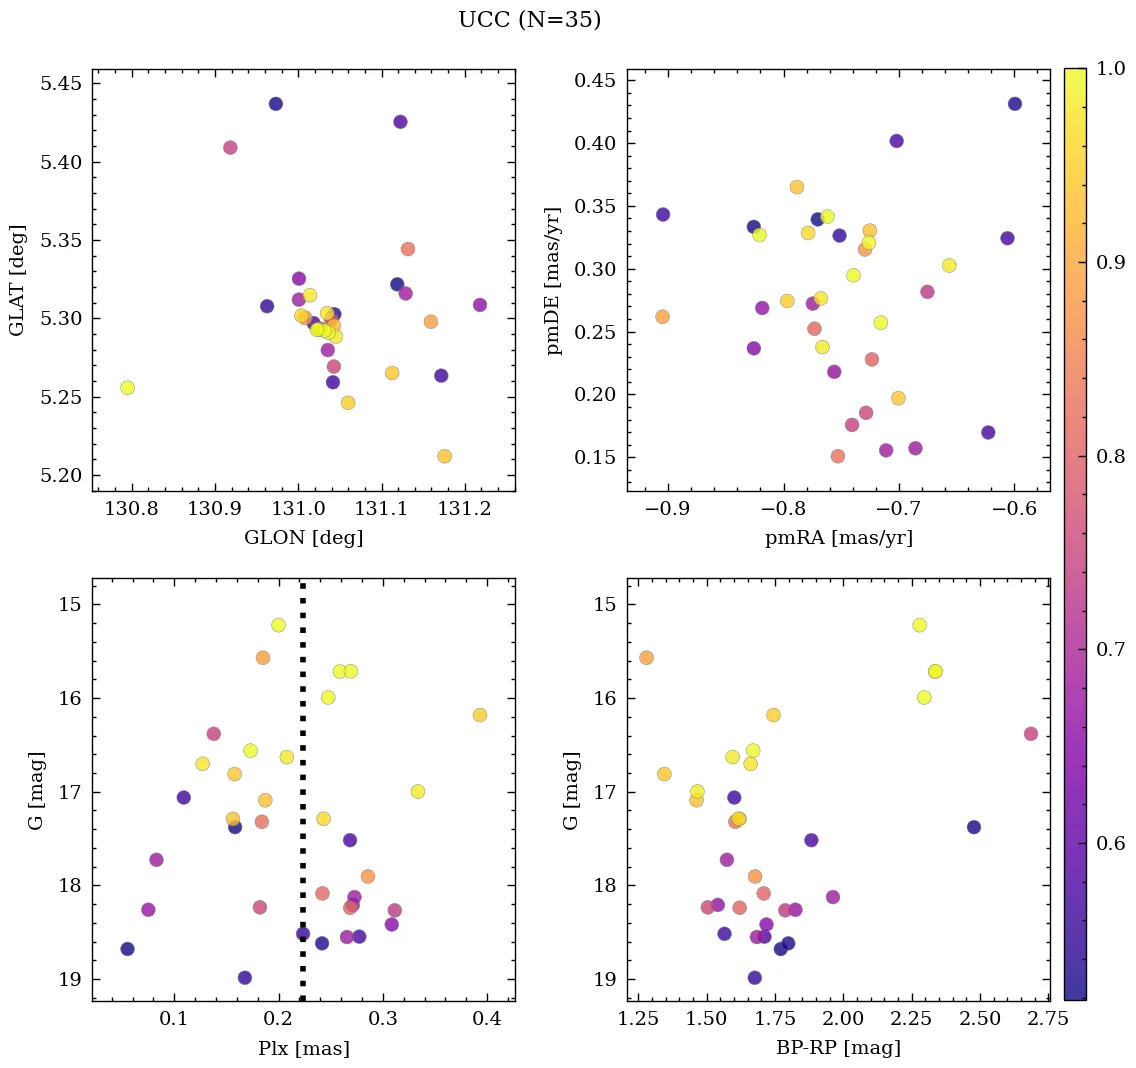 UCC (N=35)
5.45
5.40
5.35
5.30
5.25
5.20
GLAT [deg]
130.8 130.9 131.0 131.1 131.2
GLON [deg]
0.45
0.40
0.35
0.30
0.25
0.20
0.15
pmDE [mas/yr]
−0.9 −0.8 −0.7 −0.6
pmRA [mas/yr]
1.0
0.9
0.8
0.7
0.6
15
16
17
18
19
G [mag]
0.1 0.2 0.3 0.4
Plx [mas]
15
16
17
18
19
G [mag]
1.25 1.50 1.75 2.00 2.25 2.50 2.75
BP-RP [mag]